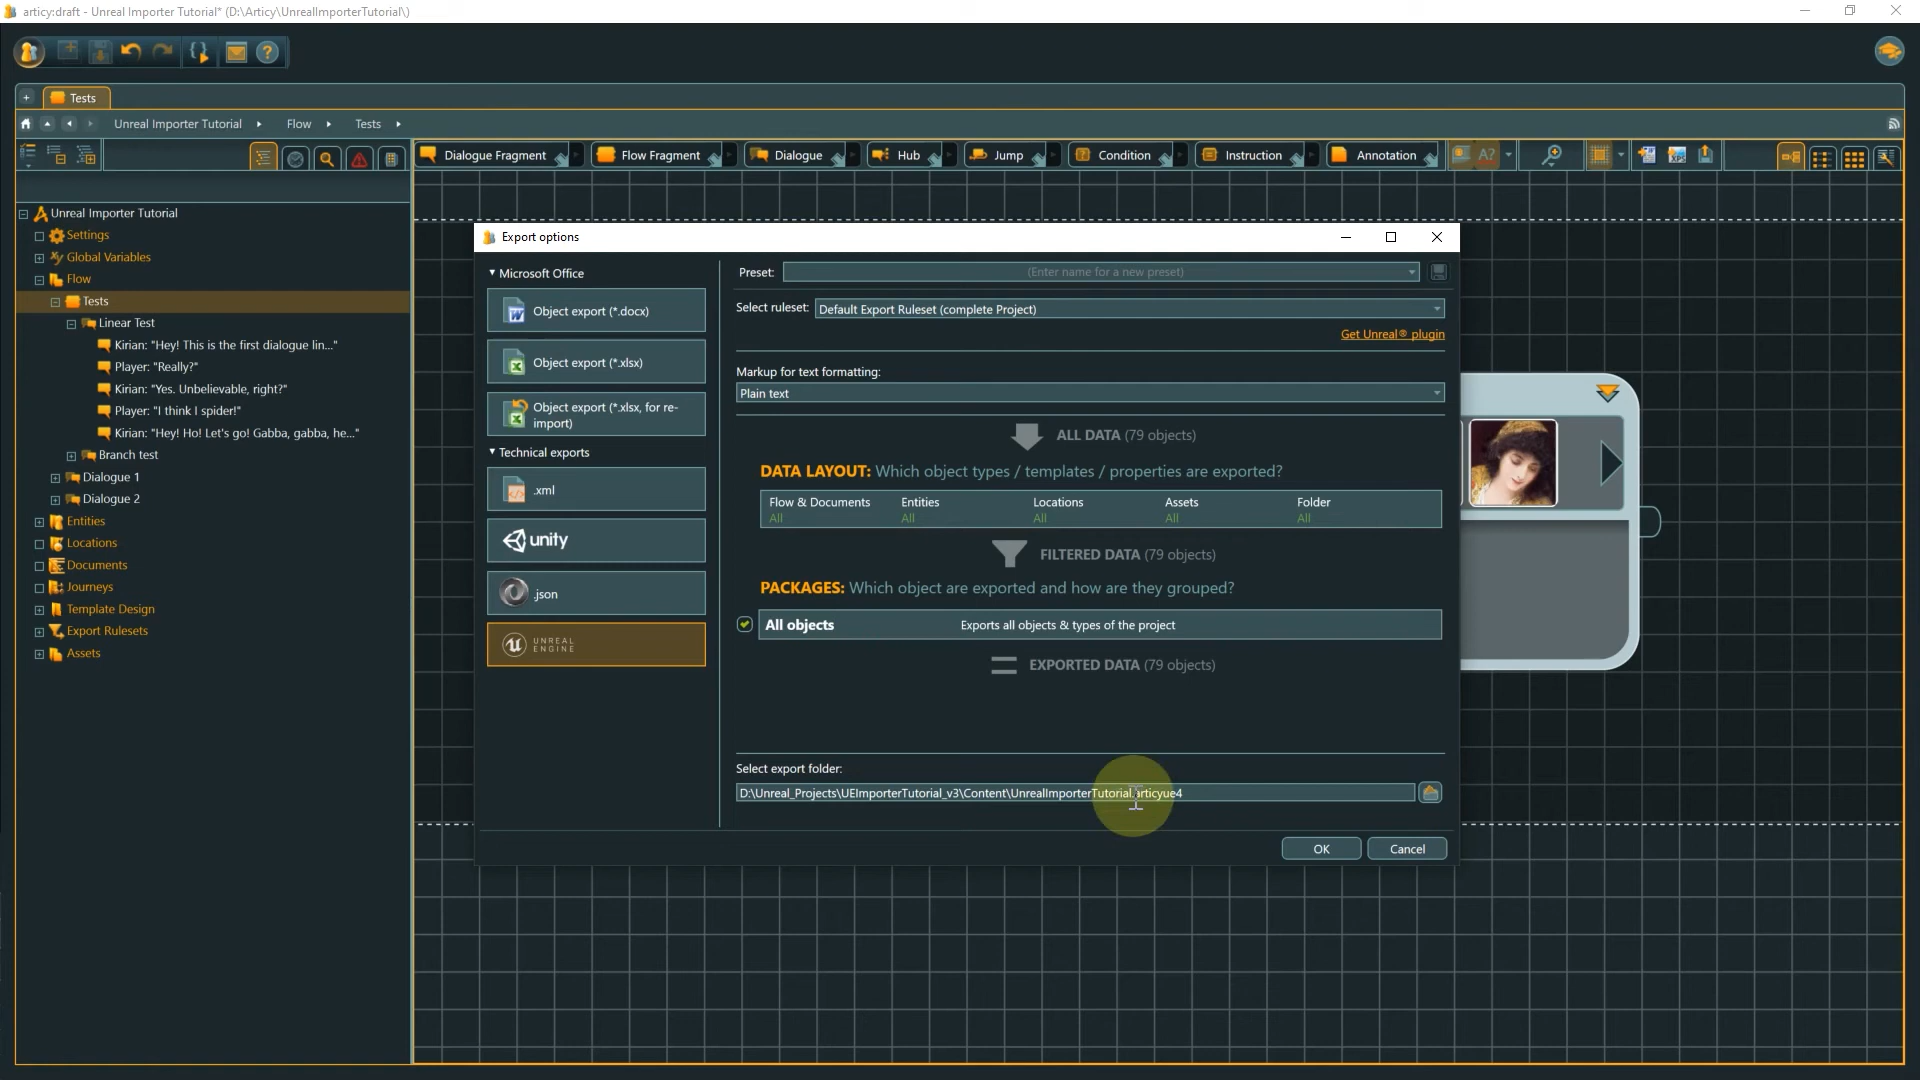 articy:draft - Unreal Importer Tutorial* (D:\Articy\UnrealImporterTutorial\)
Tests
Unreal Importer Tutorial Flow Tests
Dialogue Fragment Flow Fragment Dialogue Hub Jump Condition Instruction Annotation A?
Unreal Importer Tutorial
Settings
Global Variables
Flow
Tests
Linear Test
Kirian: "Hey! This is the first dialogue lin..."
Player: "Really?"
Kirian: "Yes. Unbelievable, right?"
Player: "I think I spider!"
Kirian: "Hey! Ho! Let's go! Gabba, gabba, he..."
Branch test
Dialogue 1
Dialogue 2
Entities
Locations
Documents
Journeys
Template Design
Export Rulesets
Assets
Export options
Microsoft Office
Object export (*.docx)
Object export (*.xlsx)
Object export (*.xlsx, for re-
import)
Technical exports
.xml
unity
.json
UNREAL
ENGINE
Preset: (Enter name for a new preset)
Select ruleset: Default Export Ruleset (complete Project)
Get Unreal® plugin
Markup for text formatting:
Plain text
ALL DATA (79 objects)
DATA LAYOUT: Which object types / templates / properties are exported?
Flow & Documents Entities Locations Assets Folder
All All All All All
FILTERED DATA (79 objects)
PACKAGES: Which object are exported and how are they grouped?
All objects Exports all objects & types of the project
EXPORTED DATA (79 objects)
Select export folder:
D:\Unreal_Projects\UEImporterTutorial_v3\Content\UnrealImporterTutorial.articyue4
OK Cancel